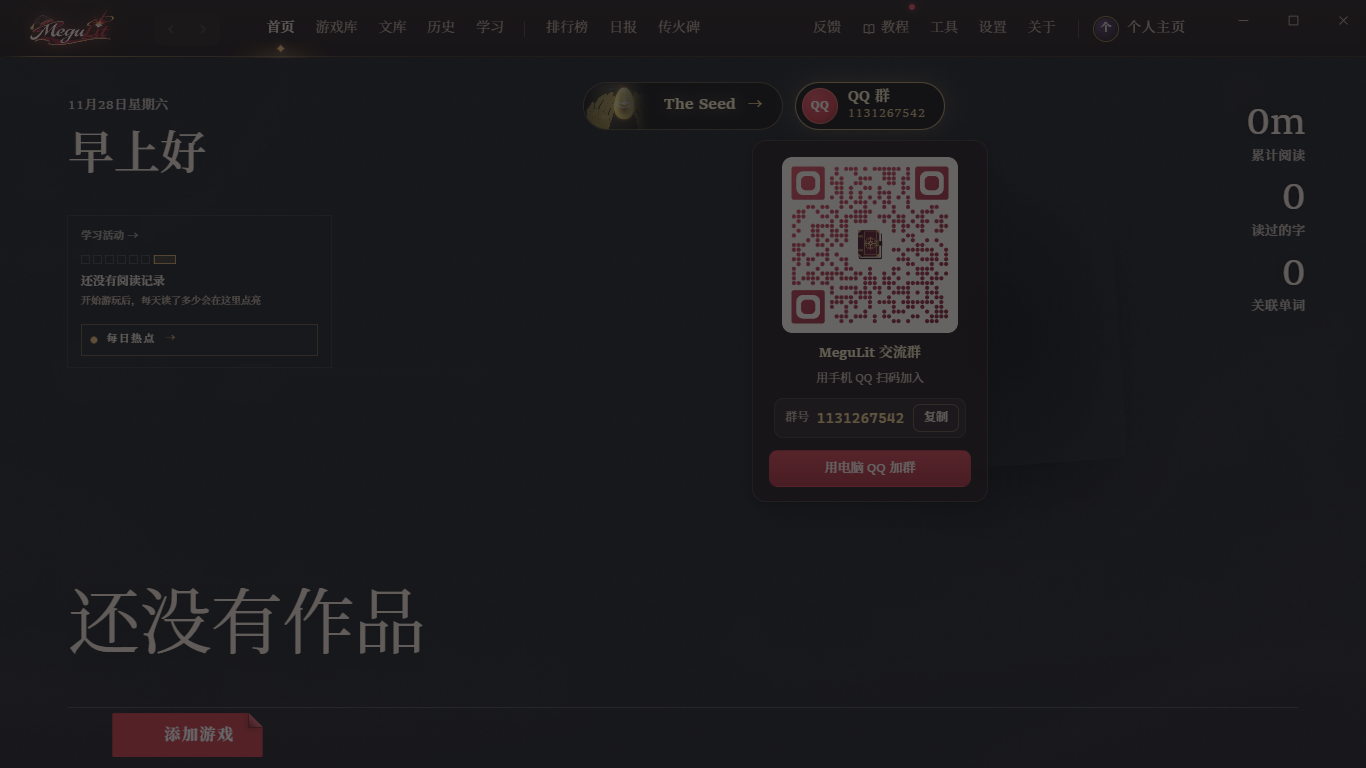 MeguLit
首页
游戏库
文库
历史
学习
排行榜
日报
传火碑
反馈
教程
工具
设置
关于
个人主页
11月28日星期六
早上好
The Seed →
QQ
QQ 群
1131267542
0m
累计阅读
0
读过的字
0
关联单词
学习活动 →
还没有阅读记录
开始游玩后，每天读了多少会在这里点亮
每日热点 →
MeguLit 交流群
用手机 QQ 扫码加入
群号 1131267542 复制
用电脑 QQ 加群
还没有作品
添加游戏